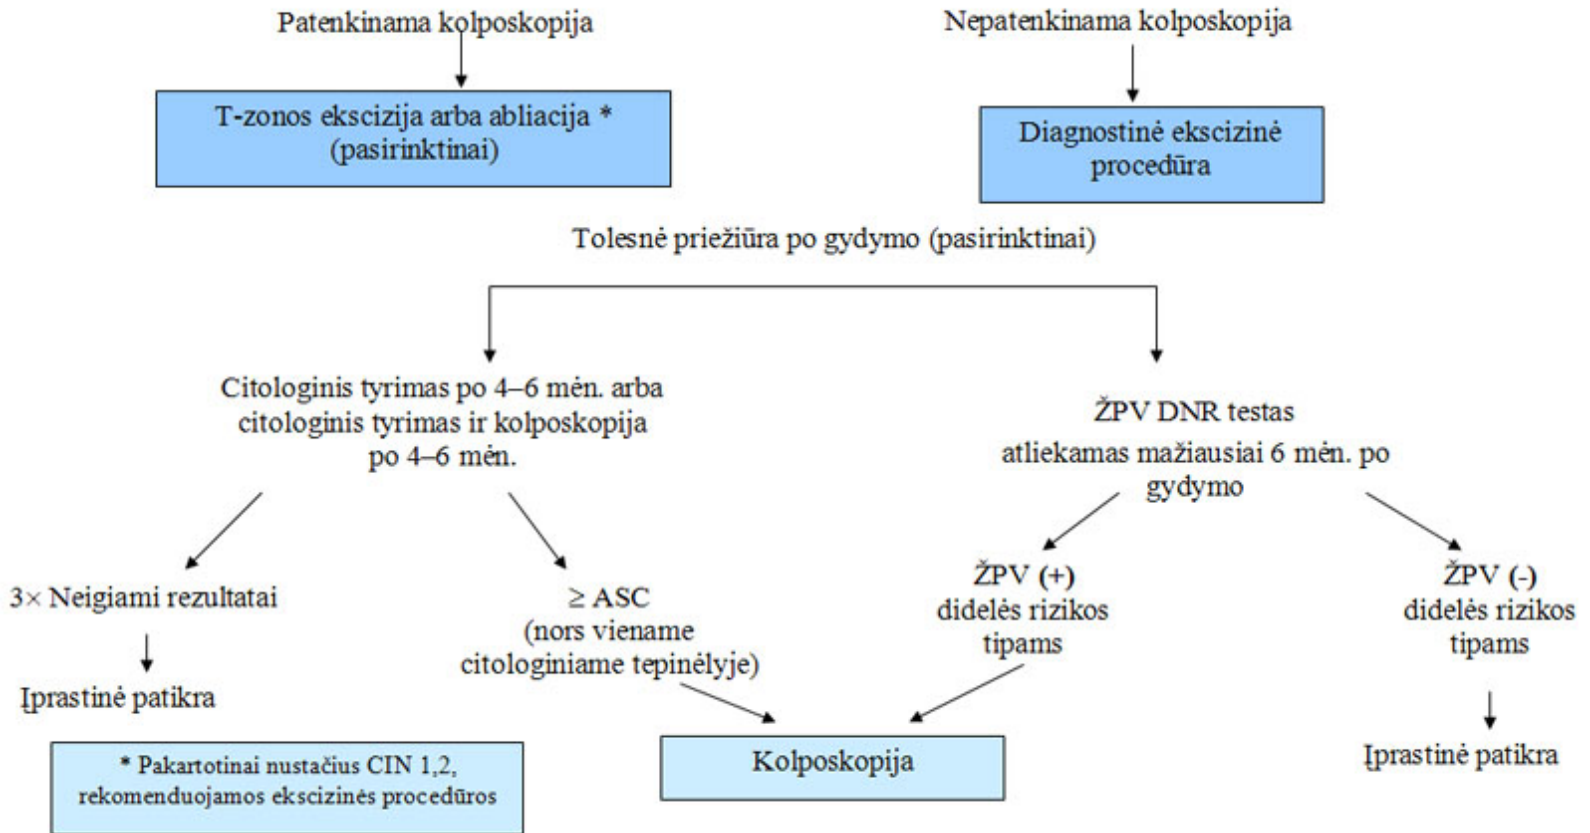 Patenkinama kolposkopija
Nepatenkinama kolposkopija
T-zonos ekscizija arba abliacija *
(pasirinktinai)
Diagnostinė ekscizinė
procedūra
Tolesnė priežiūra po gydymo (pasirinktinai)
Citologinis tyrimas po 4–6 mėn. arba
citologinis tyrimas ir kolposkopija
po 4–6 mėn.
ŽPV DNR testas
atliekamas mažiausiai 6 mėn. po
gydymo
3× Neigiami rezultatai
Įprastinė patikra
≥ ASC
(nors viename
citologiniame tepinėlyje)
ŽPV (+)
didelės rizikos
tipams
ŽPV (-)
didelės rizikos
tipams
Įprastinė patikra
Kolposkopija
* Pakartotinai nustačius CIN 1,2,
rekomenduojamos ekscizinės procedūros